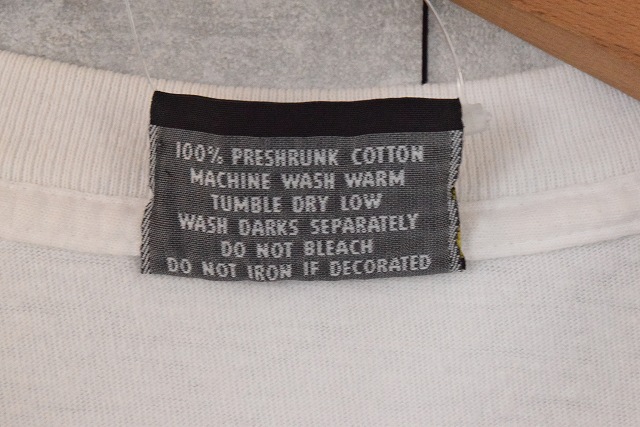 100% PRESHRUNK COTTON
MACHINE WASH WARM
TUMBLE DRY LOW
WASH DARKS SEPARATELY
DO NOT BLEACH
DO NOT IRON IF DECORATED